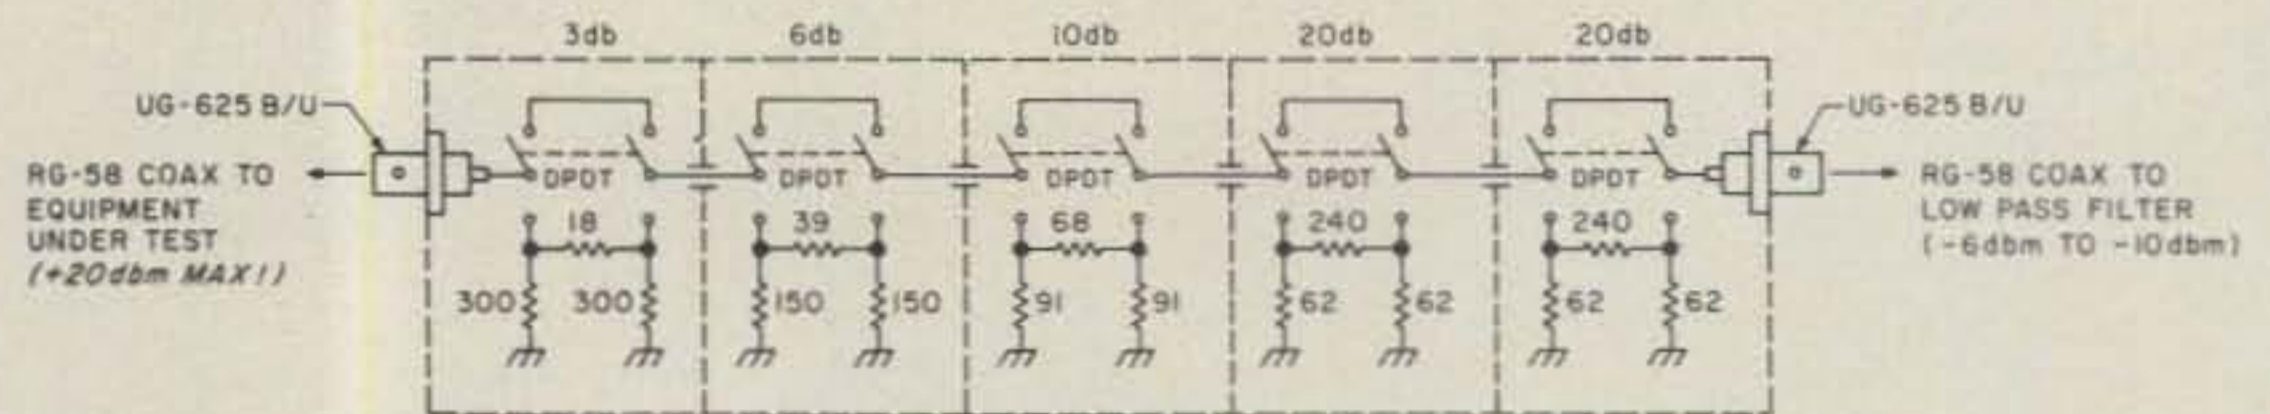 3db 6db 10db 20db 20db
UG-625 B/U
UG-625 B/U
RG-58 COAX TO
EQUIPMENT
UNDER TEST
(+20dbm MAX!)
DPDT DPDT DPDT DPDT DPDT
RG-58 COAX TO
LOW PASS FILTER
(-6dbm TO -10dbm)
18 39 68 240 240
300 300 150 150 91 91 62 62 62 62